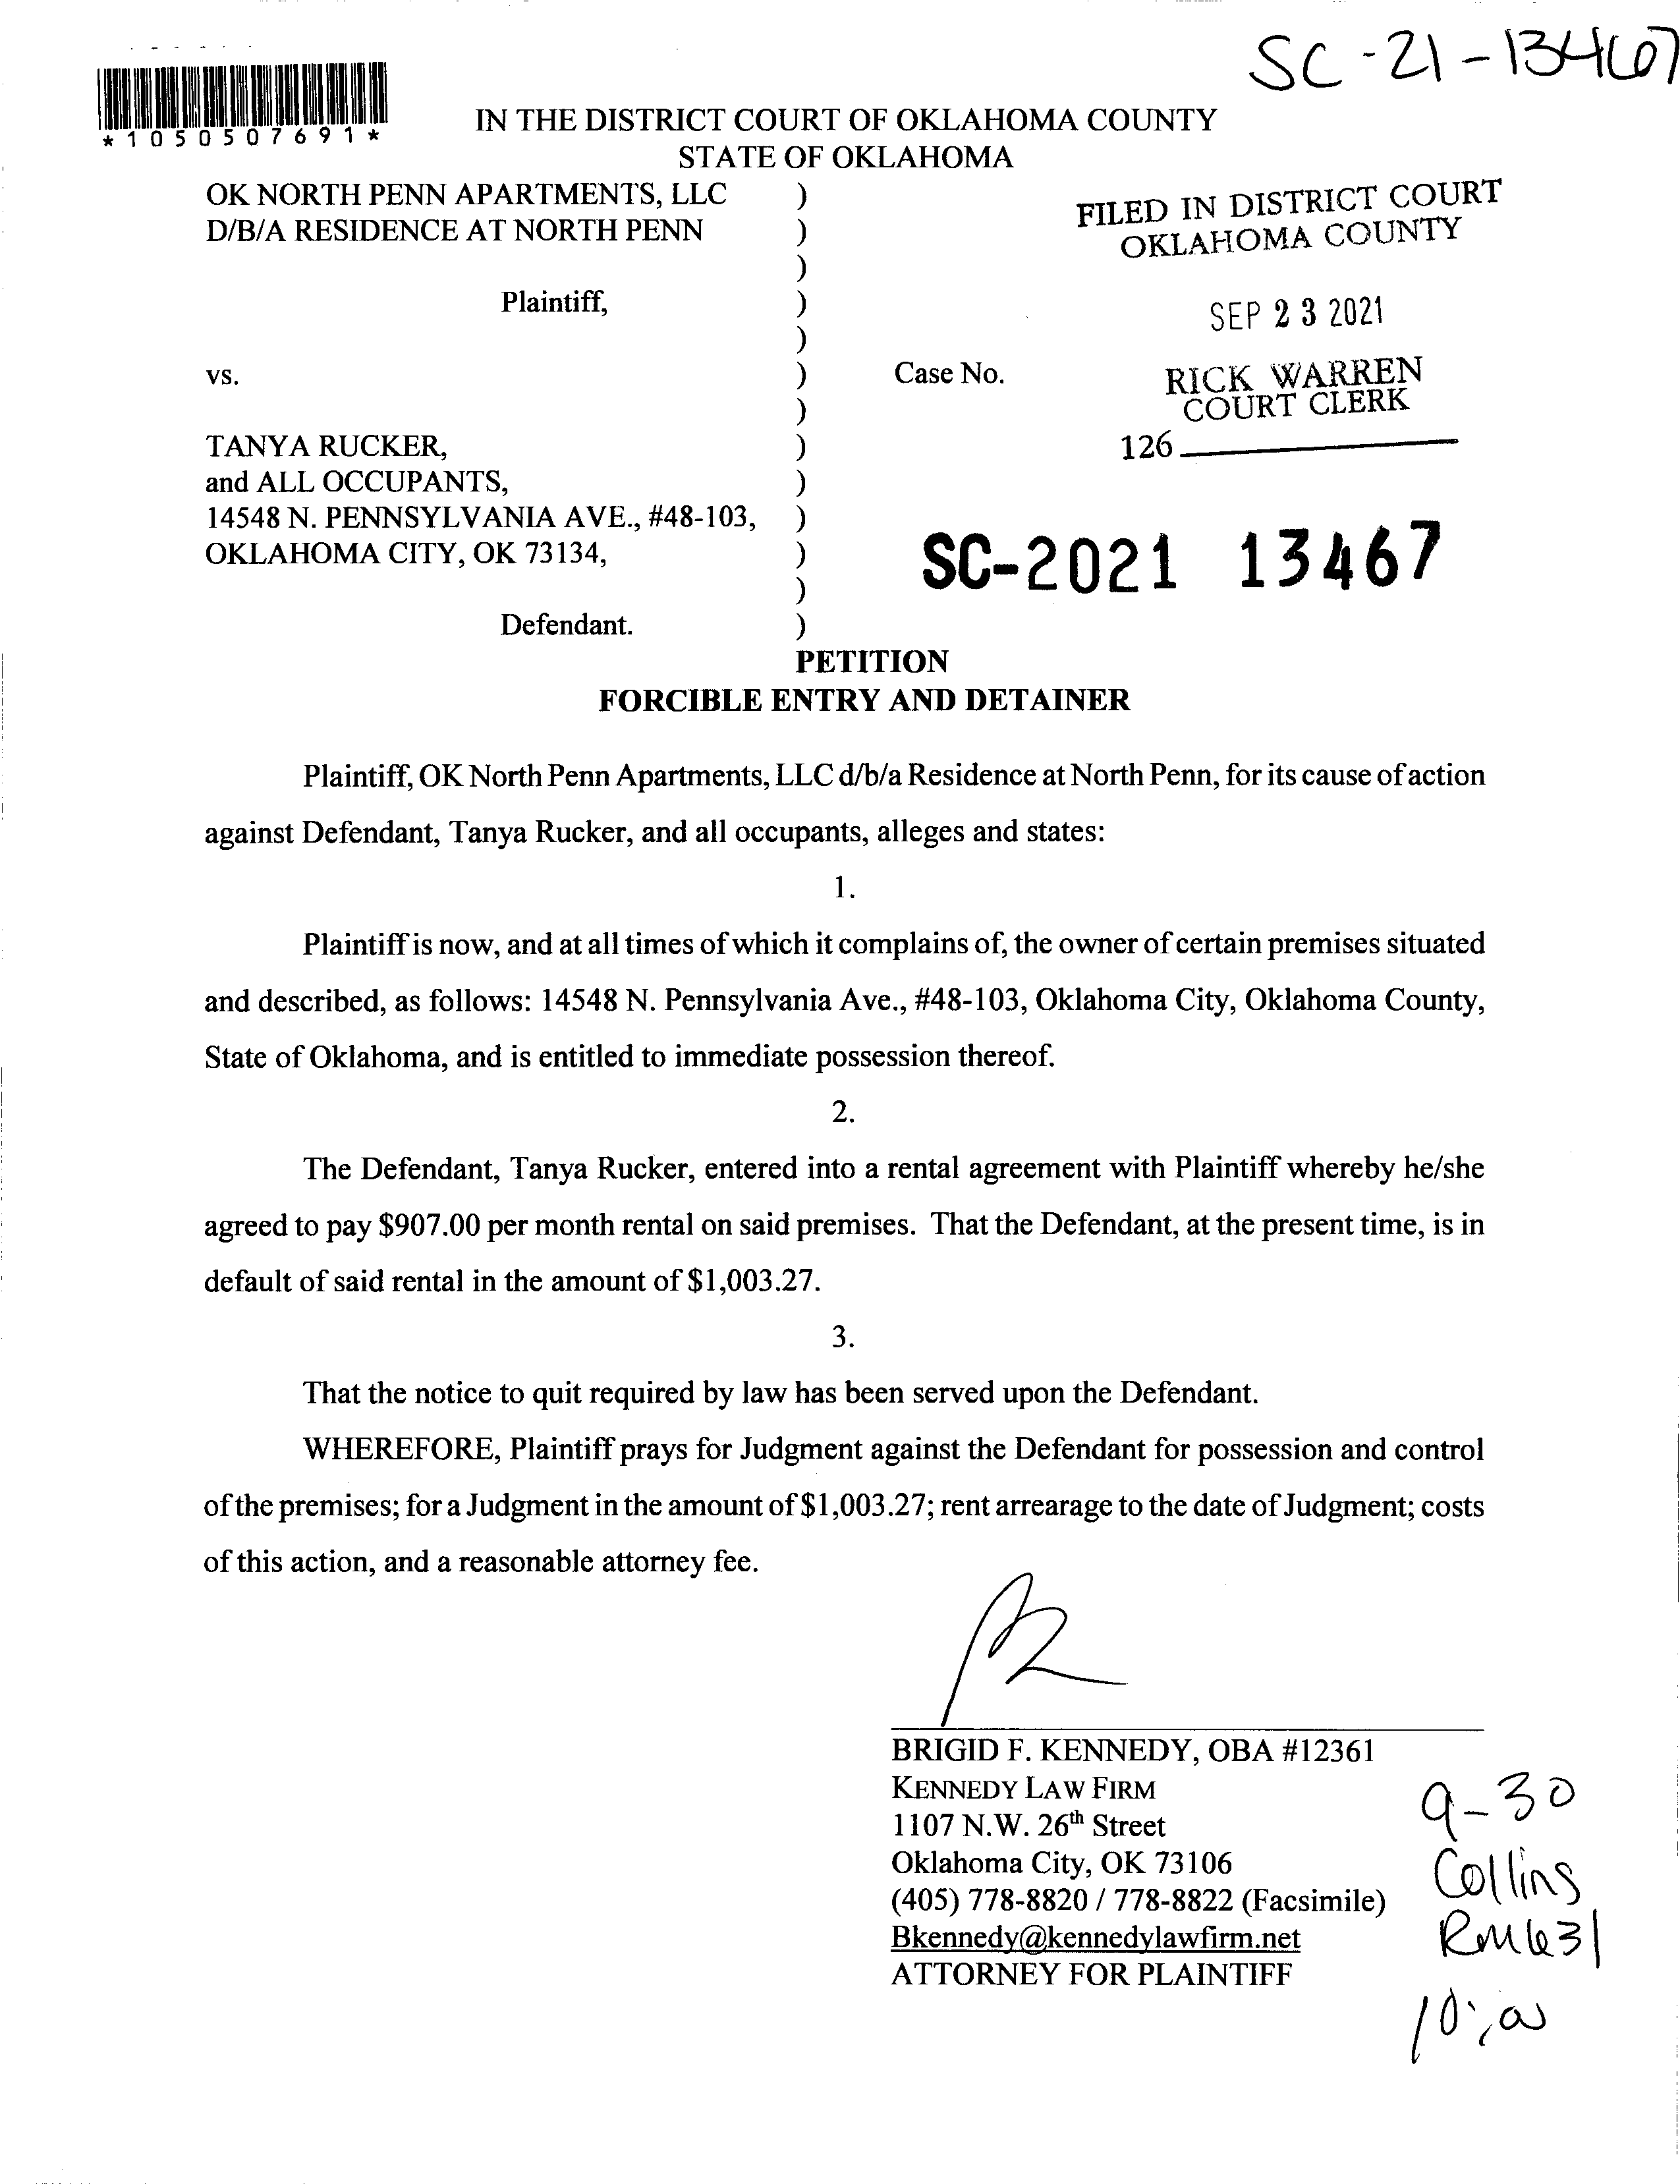 SC-21-13467
*1050507691*
IN THE DISTRICT COURT OF OKLAHOMA COUNTY
STATE OF OKLAHOMA
OK NORTH PENN APARTMENTS, LLC )
D/B/A RESIDENCE AT NORTH PENN )
)
Plaintiff, )
)
vs. ) Case No.
)
TANYA RUCKER, )
and ALL OCCUPANTS, )
14548 N. PENNSYLVANIA AVE., #48-103, )
OKLAHOMA CITY, OK 73134, )
)
Defendant. )
FILED IN DISTRICT COURT
OKLAHOMA COUNTY
SEP 23 2021
RICK WARREN
COURT CLERK
126
SC-2021 13467
PETITION
FORCIBLE ENTRY AND DETAINER
Plaintiff, OK North Penn Apartments, LLC d/b/a Residence at North Penn, for its cause of action
against Defendant, Tanya Rucker, and all occupants, alleges and states:
1.
Plaintiff is now, and at all times of which it complains of, the owner of certain premises situated
and described, as follows: 14548 N. Pennsylvania Ave., #48-103, Oklahoma City, Oklahoma County,
State of Oklahoma, and is entitled to immediate possession thereof.
2.
The Defendant, Tanya Rucker, entered into a rental agreement with Plaintiff whereby he/she
agreed to pay $907.00 per month rental on said premises. That the Defendant, at the present time, is in
default of said rental in the amount of $1,003.27.
3.
That the notice to quit required by law has been served upon the Defendant.
WHEREFORE, Plaintiff prays for Judgment against the Defendant for possession and control
of the premises; for a Judgment in the amount of $1,003.27; rent arrearage to the date of Judgment; costs
of this action, and a reasonable attorney fee.
BRIGID F. KENNEDY, OBA #12361
KENNEDY LAW FIRM
1107 N.W. 26th Street
Oklahoma City, OK 73106
(405) 778-8820 / 778-8822 (Facsimile)
Bkennedy@kennedylawfirm.net
ATTORNEY FOR PLAINTIFF
9-30
Collins
RM631